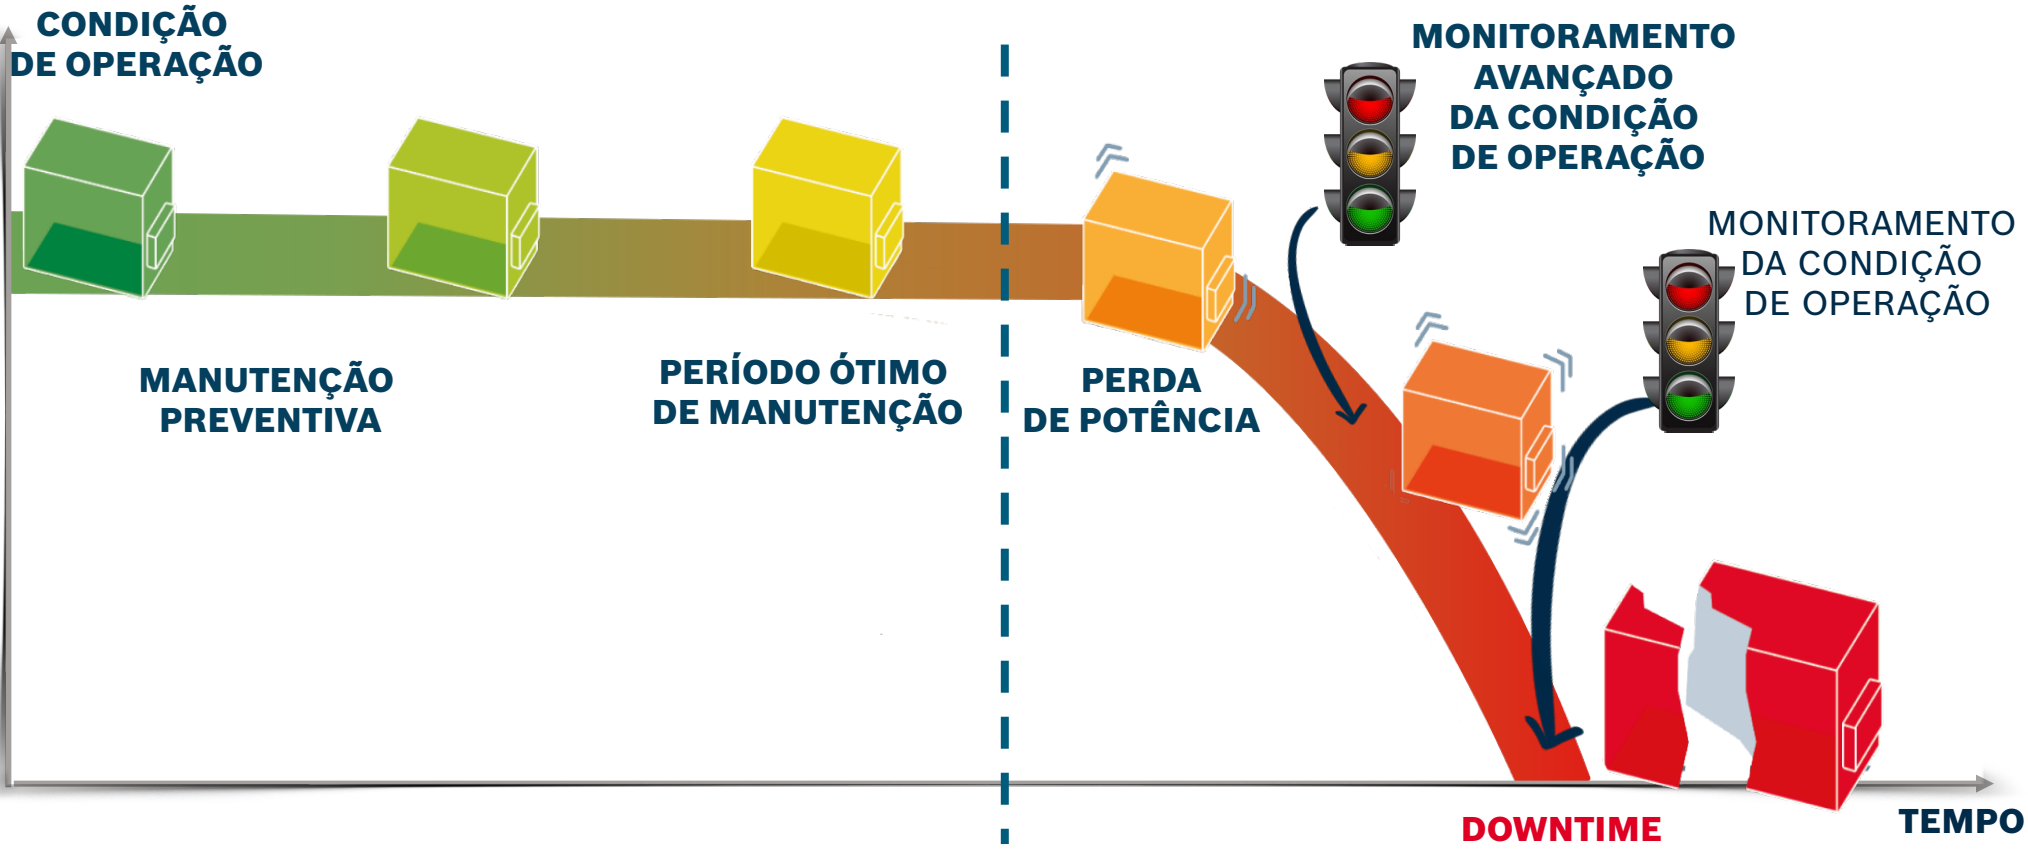 CONDIÇÃO
DE OPERAÇÃO
MONITORAMENTO
AVANÇADO
DA CONDIÇÃO
DE OPERAÇÃO
MONITORAMENTO
DA CONDIÇÃO
DE OPERAÇÃO
MANUTENÇÃO
PREVENTIVA
PERÍODO ÓTIMO
DE MANUTENÇÃO
PERDA
DE POTÊNCIA
DOWNTIME
TEMPO